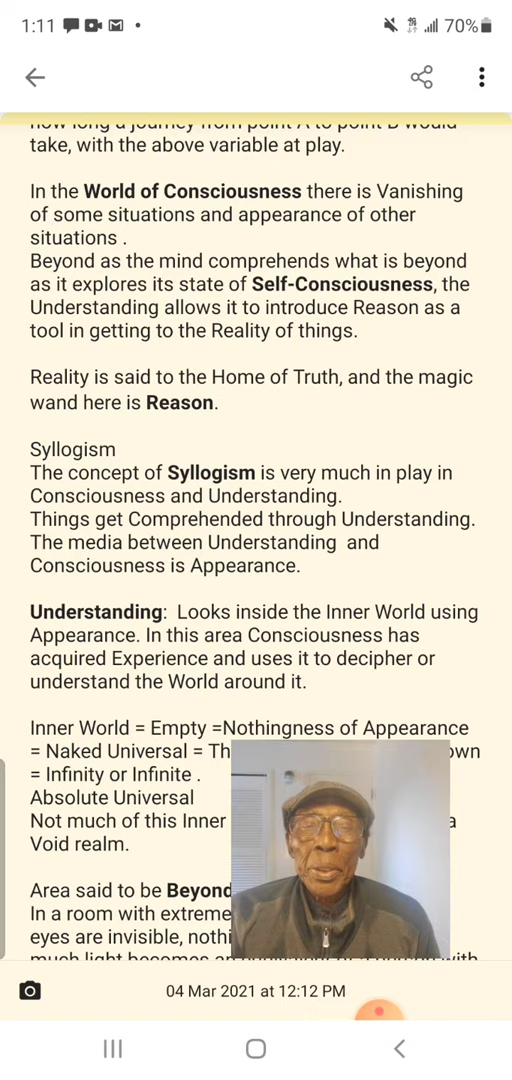 1:11
70%
take, with the above variable at play.
In the World of Consciousness there is Vanishing
of some situations and appearance of other
situations .
Beyond as the mind comprehends what is beyond
as it explores its state of Self-Consciousness, the
Understanding allows it to introduce Reason as a
tool in getting to the Reality of things.
Reality is said to the Home of Truth, and the magic
wand here is Reason.
Syllogism
The concept of Syllogism is very much in play in
Consciousness and Understanding.
Things get Comprehended through Understanding.
The media between Understanding and
Consciousness is Appearance.
Understanding: Looks inside the Inner World using
Appearance. In this area Consciousness has
acquired Experience and uses it to decipher or
understand the World around it.
Inner World = Empty =Nothingness of Appearance
= Naked Universal =
= Infinity or Infinite .
Absolute Universal
Not much of this Inner a
Void realm.
Area said to be Beyond
In a room with extreme
eyes are invisible,
04 Mar 2021 at 12:12 PM